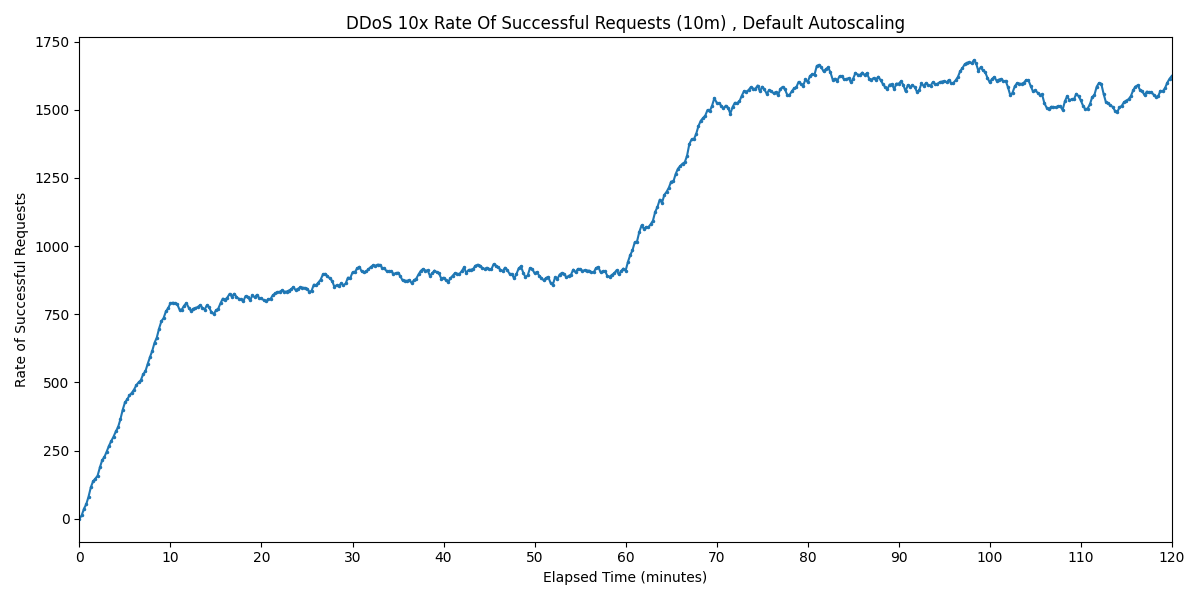 DDoS 10x Rate Of Successful Requests (10m) , Default Autoscaling
1750
1500
1250
1000
750
500
250
0
Rate of Successful Requests
0 10 20 30 40 50 60 70 80 90 100 110 120
Elapsed Time (minutes)